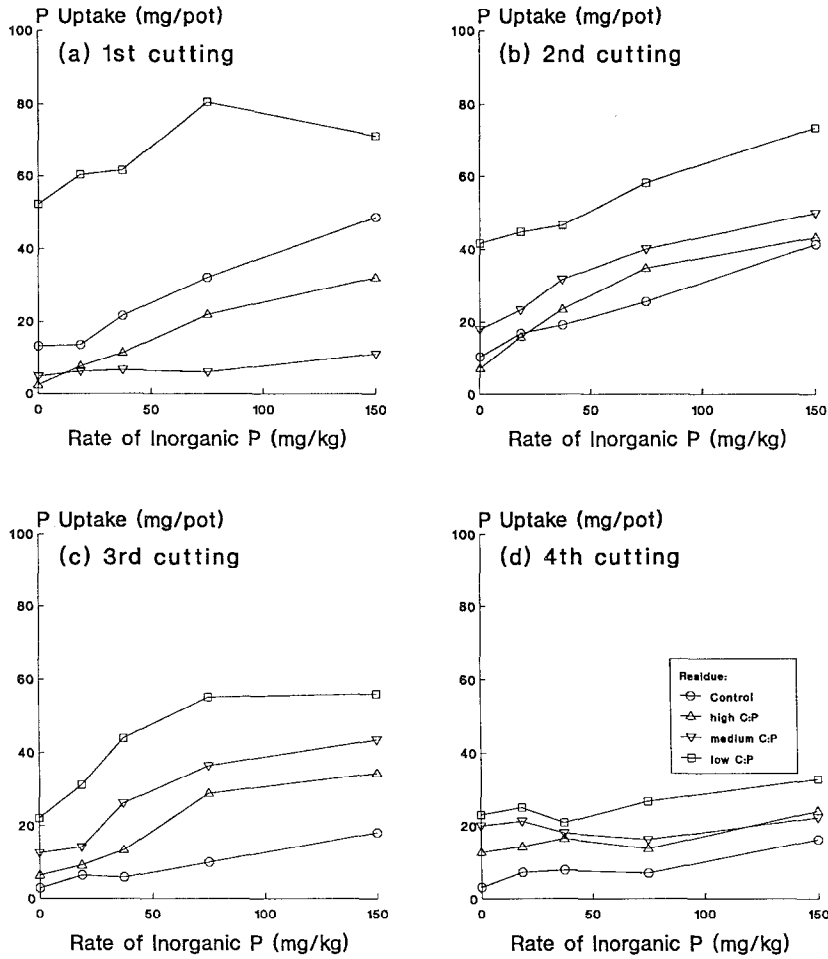 P Uptake (mg/pot)
(a) 1st cutting
100
80
60
40
20
0
0 50 100 150
Rate of Inorganic P (mg/kg)
P Uptake (mg/pot)
(b) 2nd cutting
100
80
60
40
20
0
0 50 100 150
Rate of Inorganic P (mg/kg)
P Uptake (mg/pot)
(c) 3rd cutting
100
80
60
40
20
0
0 50 100 150
Rate of Inorganic P (mg/kg)
P Uptake (mg/pot)
(d) 4th cutting
100
80
60
40
20
0
0 50 100 150
Rate of Inorganic P (mg/kg)
Residue:
Control
high C:P
medium C:P
low C:P